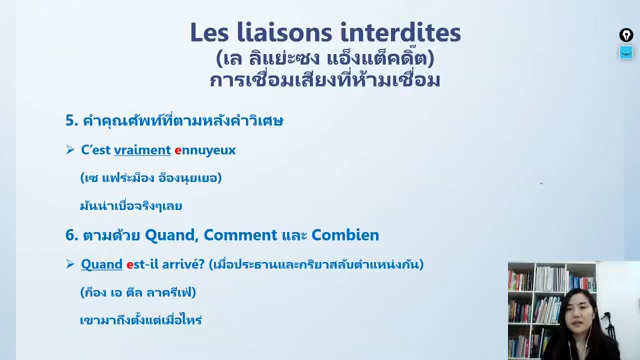 Les liaisons interdites
(เล ลิแย่ะซง แอ็งแต็คดิ๊ต)
การเชื่อมเสียงที่ห้ามเชื่อม
5. คำคุณศัพท์ที่ตามหลังคำวิเศษ
➢ C'est vraiment ennuyeux
(เซ แฟร่ะม็อง อ็องนุยเยอ)
มันน่าเบื่อจริงๆเลย
6. ตามด้วย Quand, Comment และ Combien
➢ Quand est-il arrivé? (เมื่อประธานและกริยาสลับตำแหน่งกัน)
(ก็อง เอ ตีล ลาครีเฟ่)
เขามาถึงตั้งแต่เมื่อไหร่